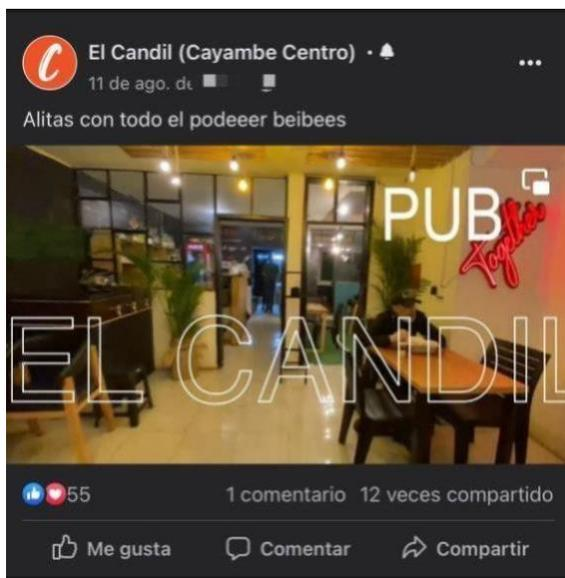 El Candil (Cayambe Centro) ·
11 de ago. de
Alitas con todo el podeeer beibees
PUB
Together
EL CANDIL
55
1 comentario 12 veces compartido
Me gusta Comentar Compartir